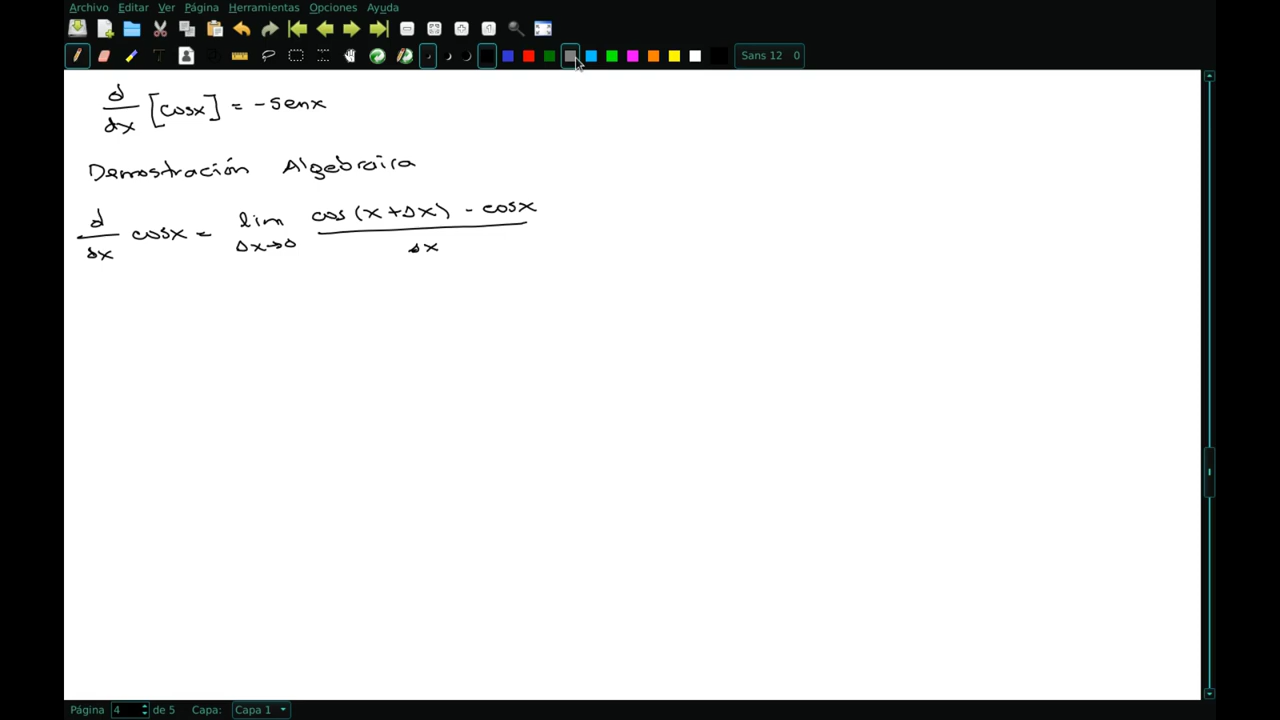 Archivo Editar Ver Página Herramientas Opciones Ayuda
Sans 12 0
d/dx [cosx] = -senx
Demostración Algebraica
d/dx cosx = lim Δx→0 (cos(x+Δx) - cosx)/Δx
Página 4 de 5 Capa: Capa 1